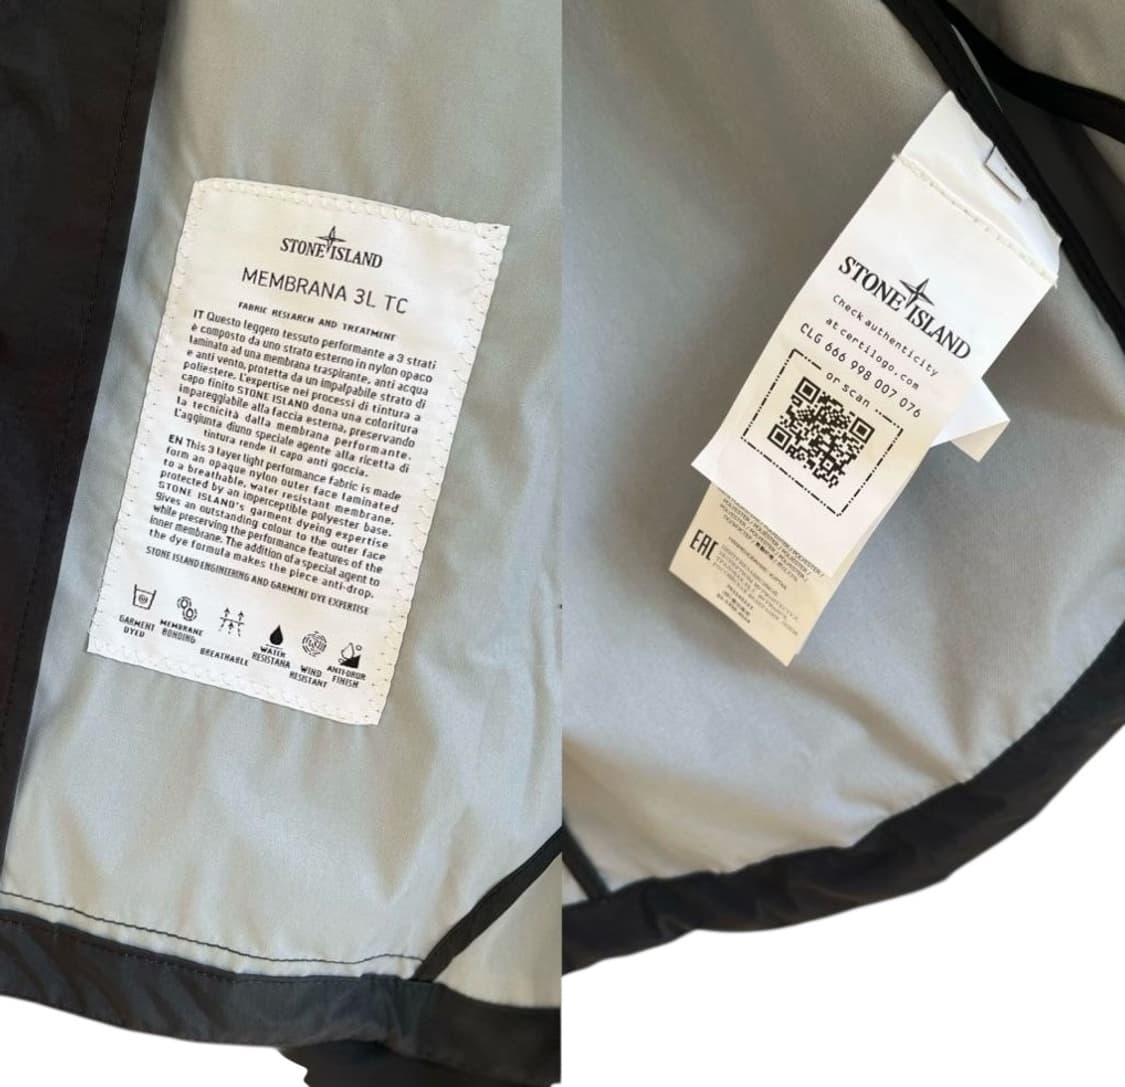 STONE ISLAND
MEMBRANA 3L TC
FABRIC RESEARCH AND TREATMENT
IT Questo leggero tessuto performante a 3 strati
è composto da uno strato esterno in nylon opaco
laminato ad una membrana traspirante, anti acqua
e anti vento, protetta da un impalpabile strato di
poliestere. L'expertise nei processi di tintura a
capo finito STONE ISLAND dona una coloritura
impareggiabile alla faccia esterna, preservando
la tecnicità dalla membrana performante.
L'aggiunta diuno speciale agente alla ricetta di
tintura rende il capo anti goccia.
EN This 3 layer light performance fabric is made
form an opaque nylon outer face laminated
to a breathable, water resistant membrane,
protected by an imperceptible polyester base.
STONE ISLAND's garment dyeing expertise
gives an outstanding colour to the outer face
while preserving the performance features of the
inner membrane. The addition of a special agent to
the dye formula makes the piece anti-drop.
STONE ISLAND ENGINEERING AND GARMENT DYE EXPERTISE
GARMENT
DYED
MEMBRANE
BONDING
BREATHABLE
WATER
RESISTANA
WIND
RESISTANT
ANTI-DROP
FINISH
STONE ISLAND
Check authenticity
at certilogo.com
CLG 666 998 007 076
or scan
EAC